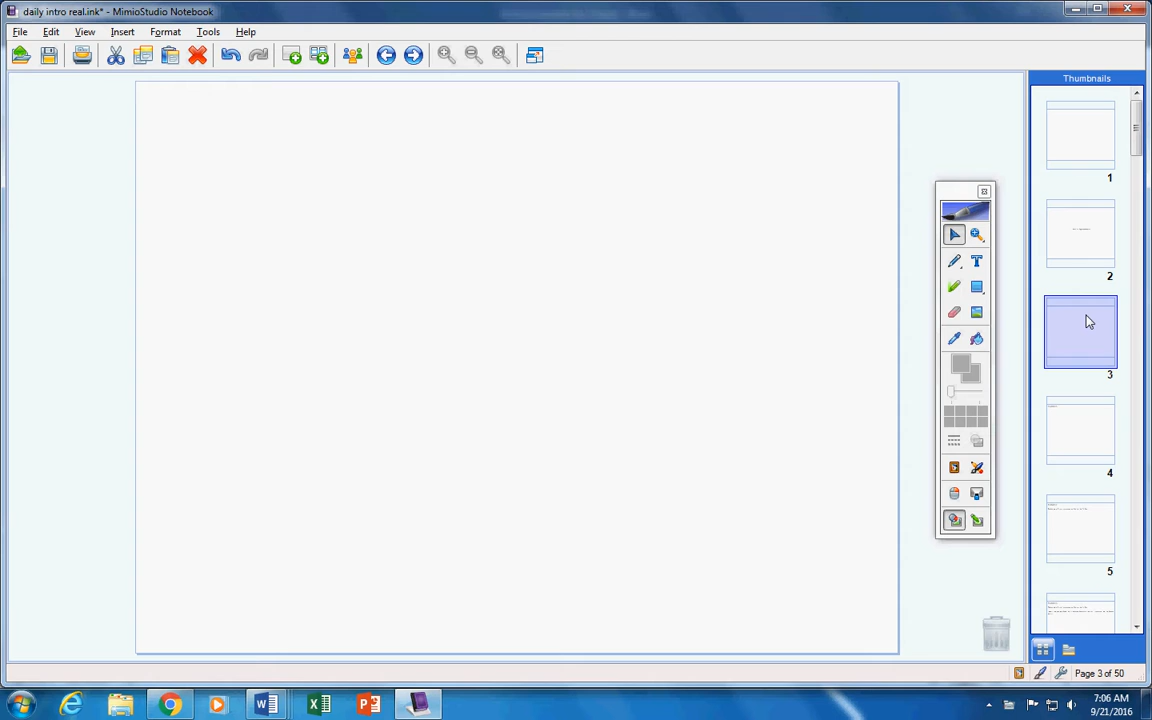 daily intro real.ink* - MimioStudio Notebook
File Edit View Insert Format Tools Help
Thumbnails
1
2
3
4
5
Page 3 of 50
7:06 AM
9/21/2016